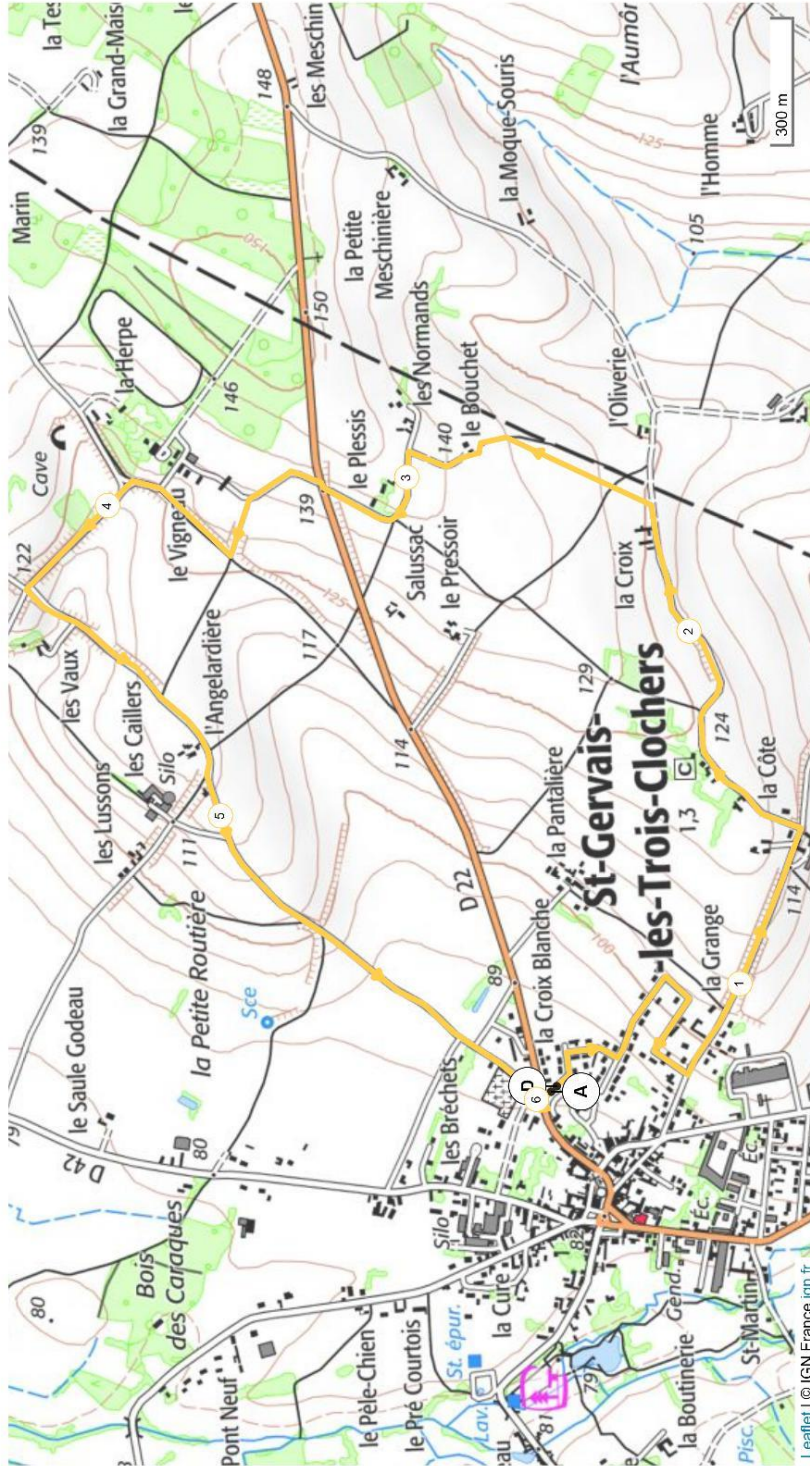 la Grand-Mais
139
Marin
148
les Meschin
l'Aumôn
la Moque-Souris
125
l'Homme
105
300 m
150
la Petite
Meschinière
150
la Herpe
146
Cave
les Normands
le Bouchet
140
l'Oliverie
le Plessis
3
139
4
le Vigneau
122
Salussac
le Pressoir
125
117
la Croix
2
les Vaux
les Caillers
l'Angelardière
114
129
St-Gervais-
les-Trois-Clochers
C
1,3
124
la Côte
114
les Lussons
Silo
111
5
D 22
la Pantalière
100
la Petite Routière
Sce
89
la Croix Blanche
la Grange
1
le Saule Godeau
79
D 42
80
les Bréchets
D
6
A
Bois
des Caraques
Silo
80
la Cure
82
Éc.
Éc.
Gend.
St-Martin
le Pèle-Chien
le Pré Courtois
St. épur.
Pont Neuf
Lav.
81
79
la Boutinerie
Pisc.
eau
Leaflet | © IGN France ign.fr